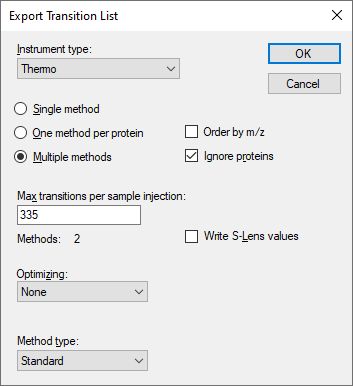 Export Transition List
Instrument type:
Thermo
OK
Cancel
Single method
One method per protein
Order by m/z
Multiple methods
Ignore proteins
Max transitions per sample injection:
335
Methods: 2
Write S-Lens values
Optimizing:
None
Method type:
Standard